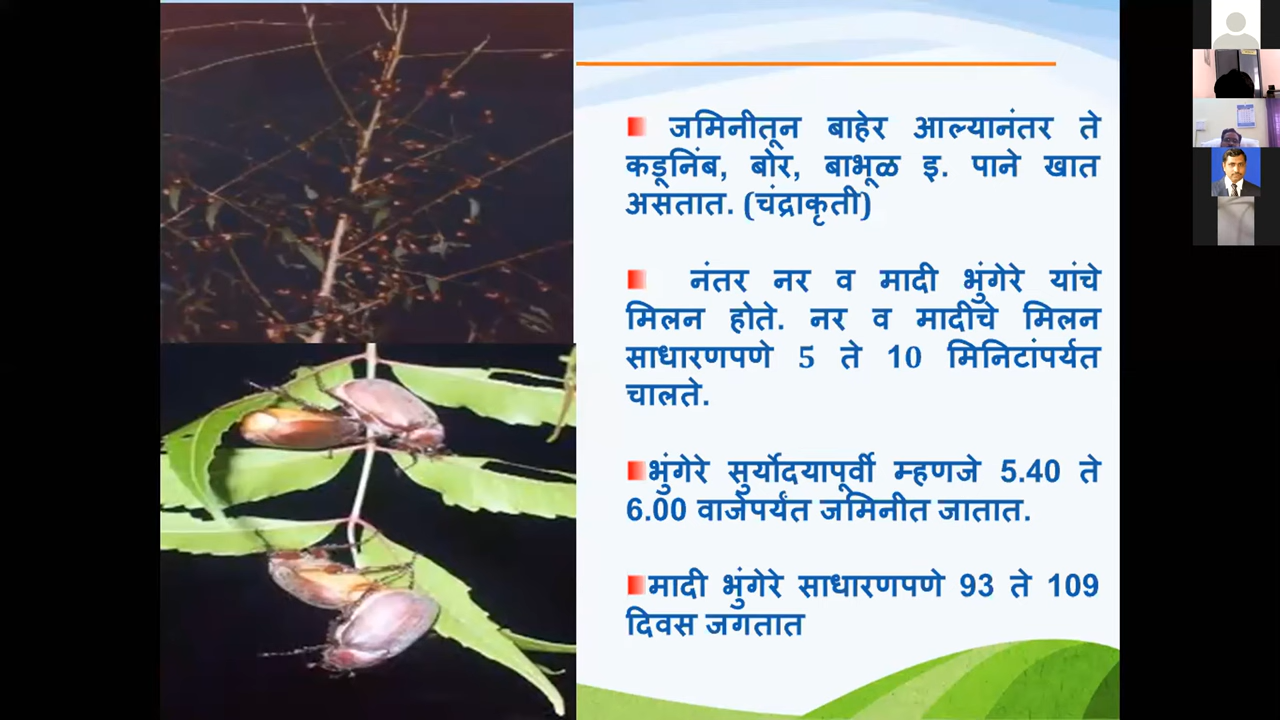 जमिनीतून बाहेर आल्यानंतर ते
कडूनिंब, बोर, बाभूळ इ. पाने खात
असतात. (चंद्राकृती)
नंतर नर व मादी भुंगेरे यांचे
मिलन होते. नर व मादीचे मिलन
साधारणपणे 5 ते 10 मिनिटांपर्यत
चालते.
भुंगेरे सुर्योदयापूर्वी म्हणजे 5.40 ते
6.00 वाजेपर्यंत जमिनीत जातात.
मादी भुंगेरे साधारणपणे 93 ते 109
दिवस जगतात